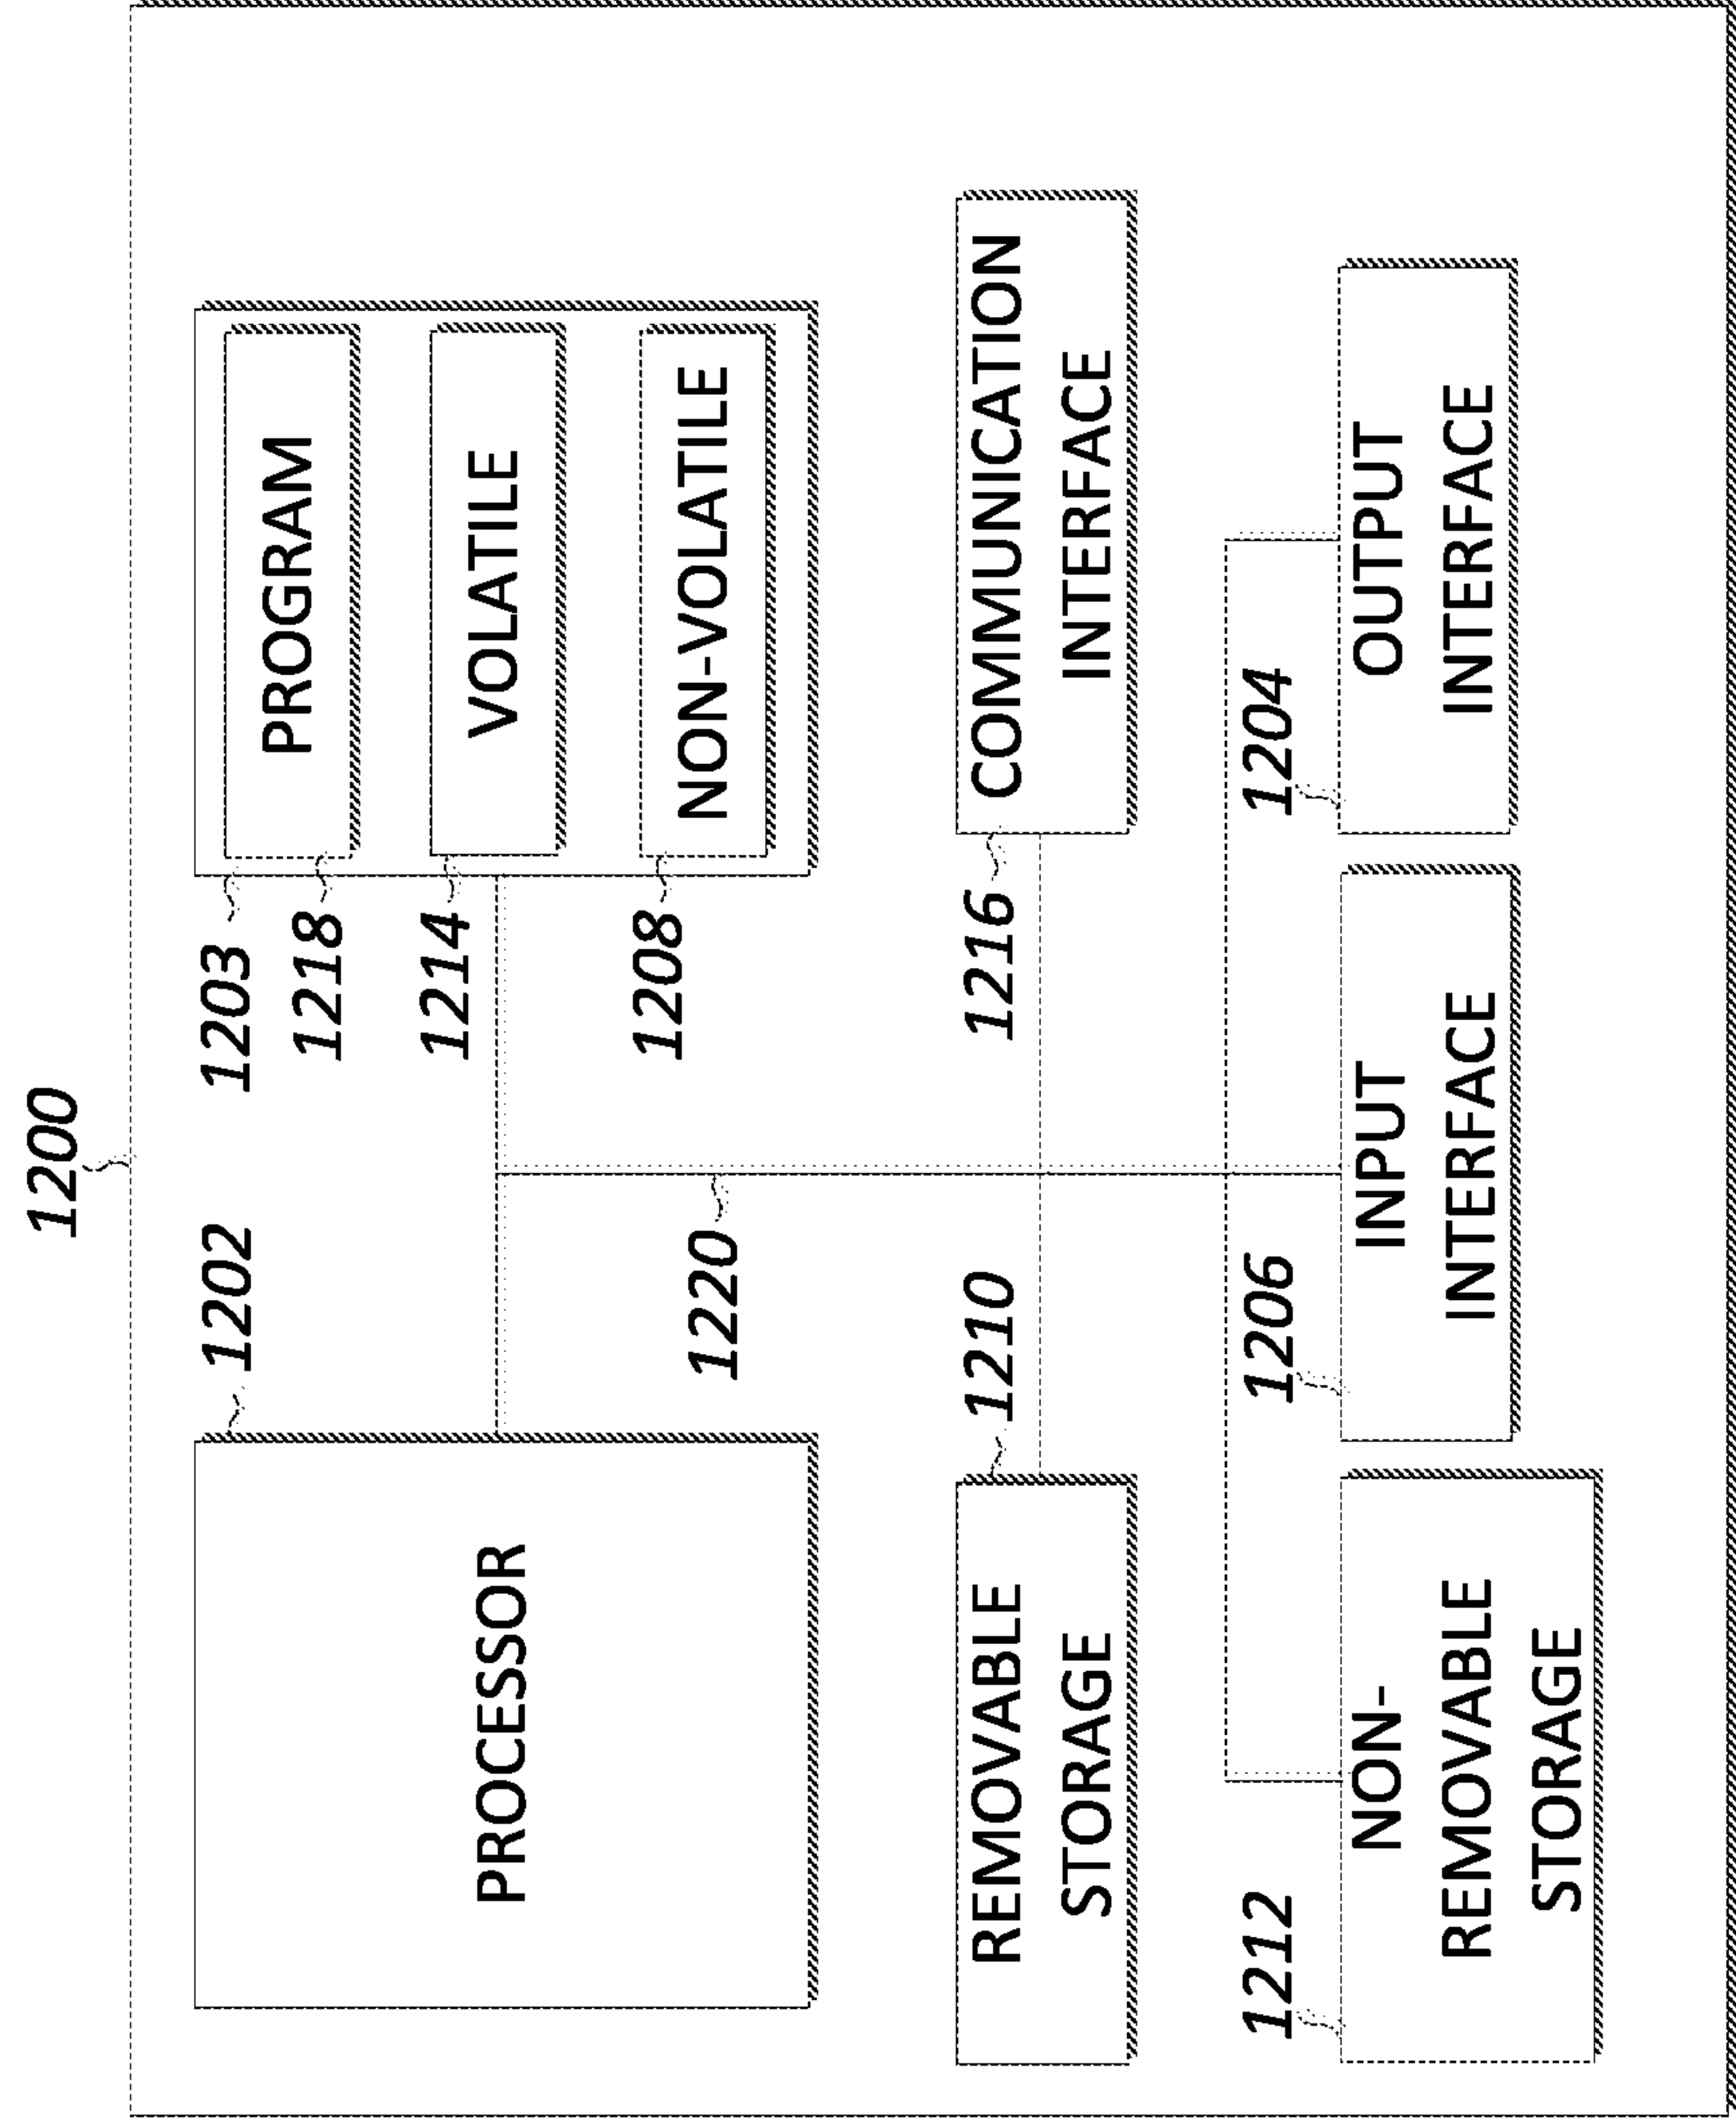 1200
1202
1203
PROCESSOR
1218
PROGRAM
1214
VOLATILE
1208
NON-VOLATILE
1220
1210
1216
REMOVABLE
STORAGE
COMMUNICATION
INTERFACE
1212
1206
1204
NON-
REMOVABLE
STORAGE
INPUT
INTERFACE
OUTPUT
INTERFACE